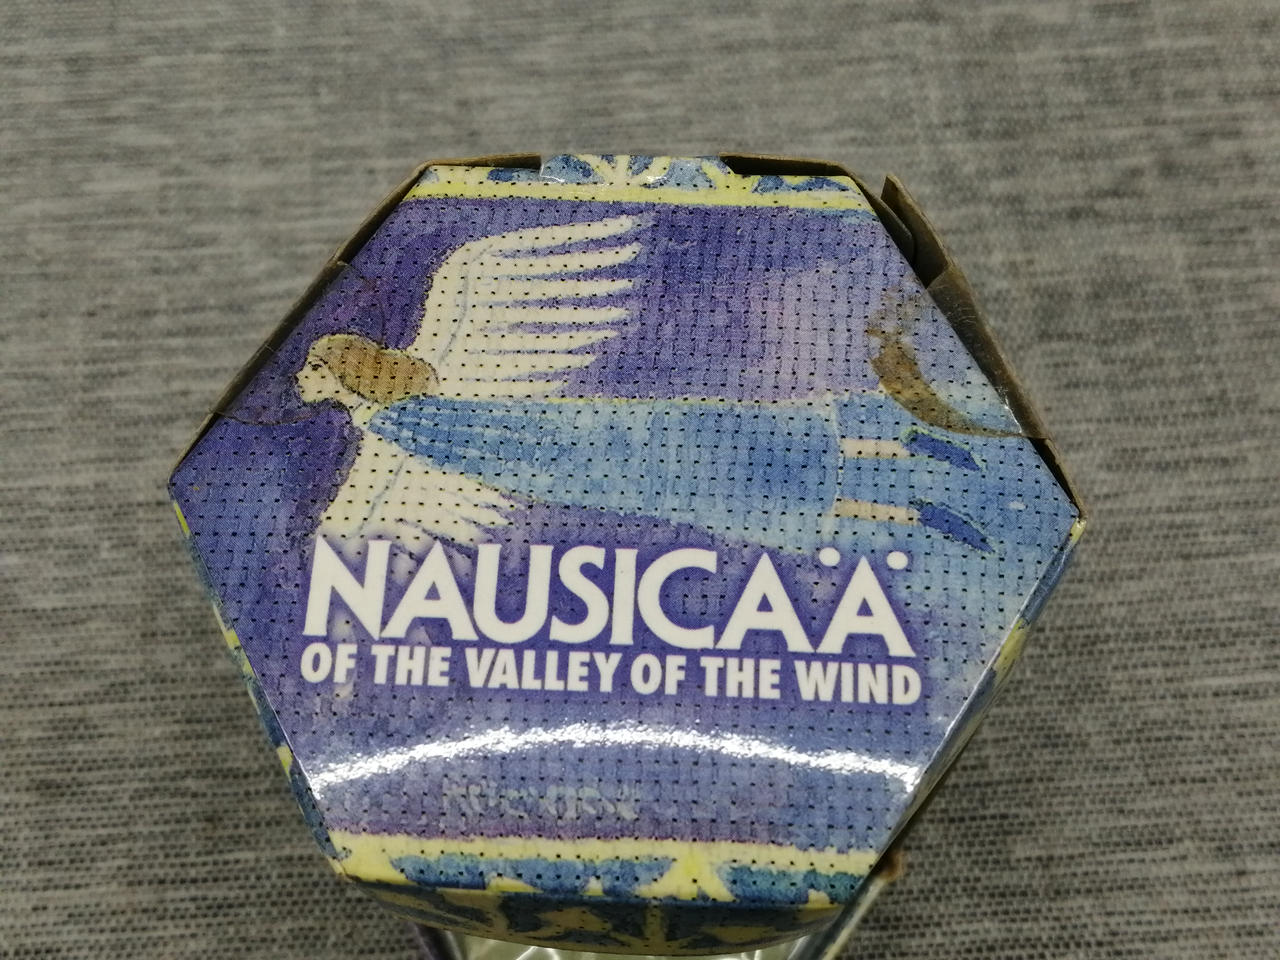 NAUSICAÄ
OF THE VALLEY OF THE WIND